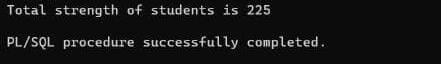 Total strength of students is 225
PL/SQL procedure successfully completed.